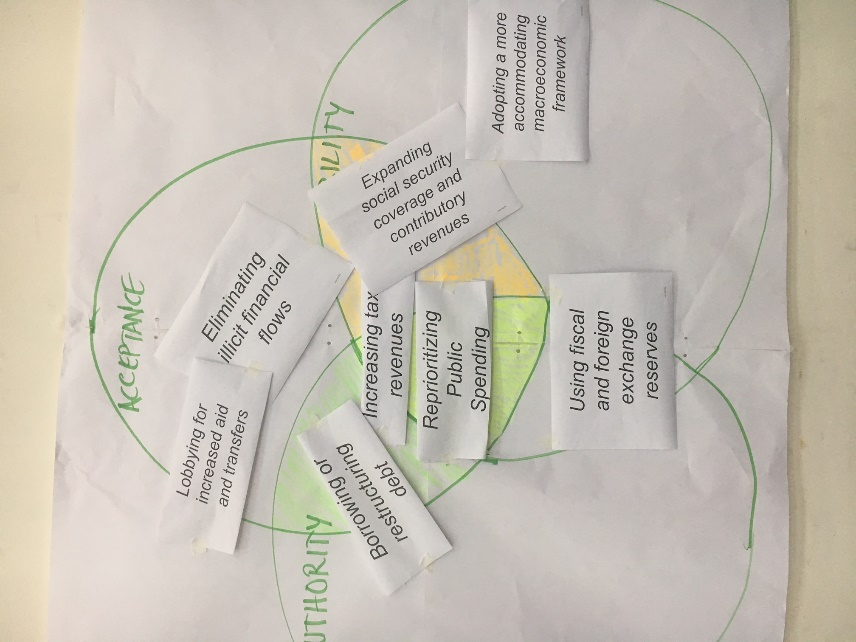 ACCEPTANCE
Lobbying for
increased aid
and transfers
Eliminating
illicit financial
flows
ILITY
UTHORITY
Borrowing or
restructuring
debt
Increasing tax
revenues
Expanding
social security
coverage and
contributory
revenues
Reprioritizing
Public
Spending
Adopting a more
accommodating
macroeconomic
framework
Using fiscal
and foreign
exchange
reserves